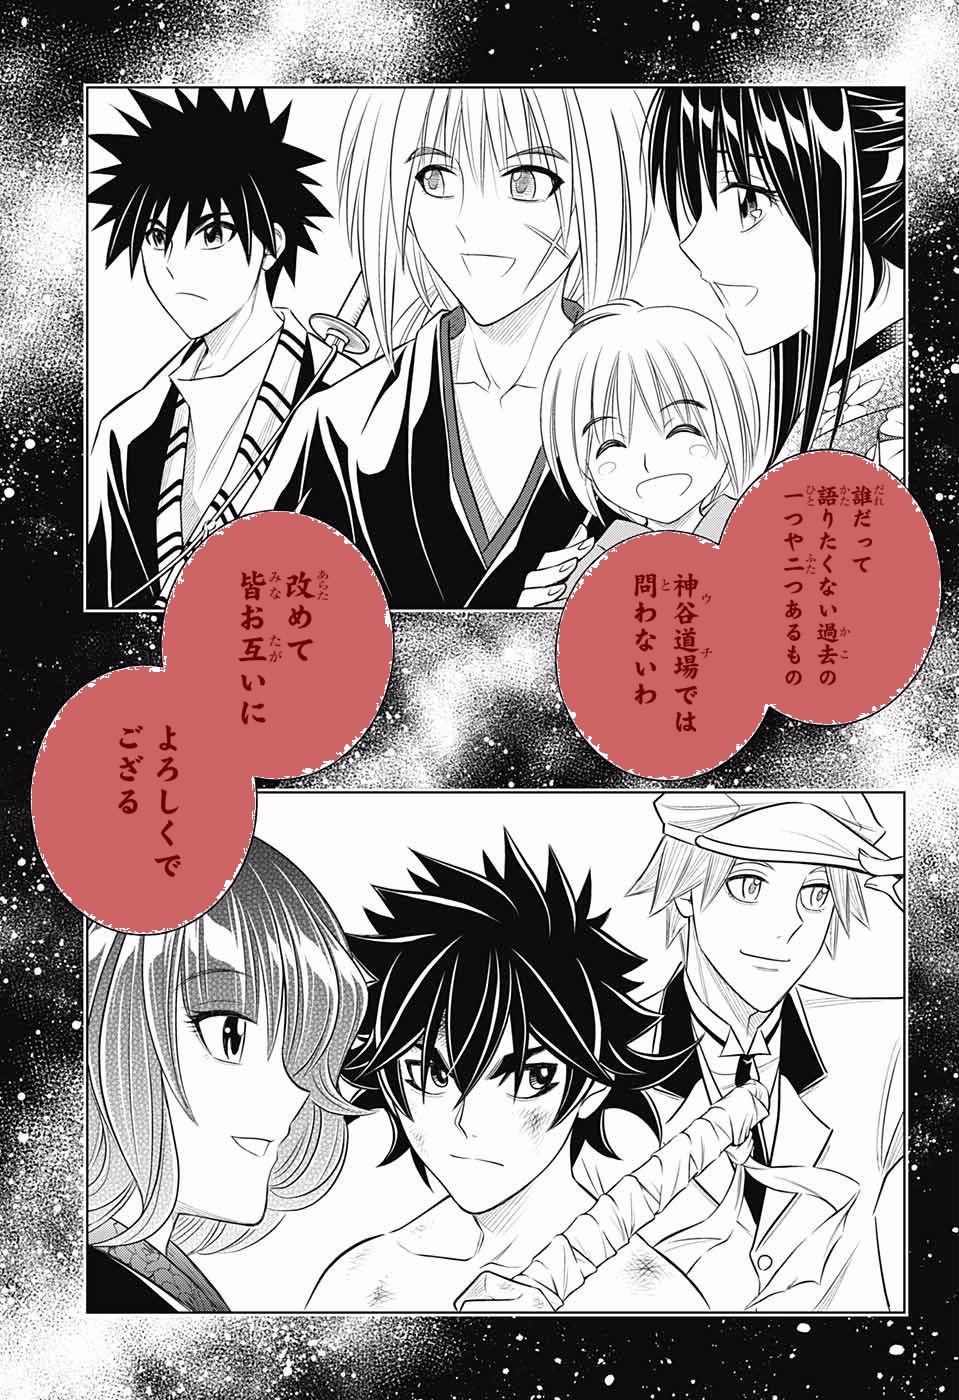 誰だって
語りたくない過去の
一つや二つあるもの
神谷道場では
問わないわ
改めて
皆お互いに
よろしくで
ござる